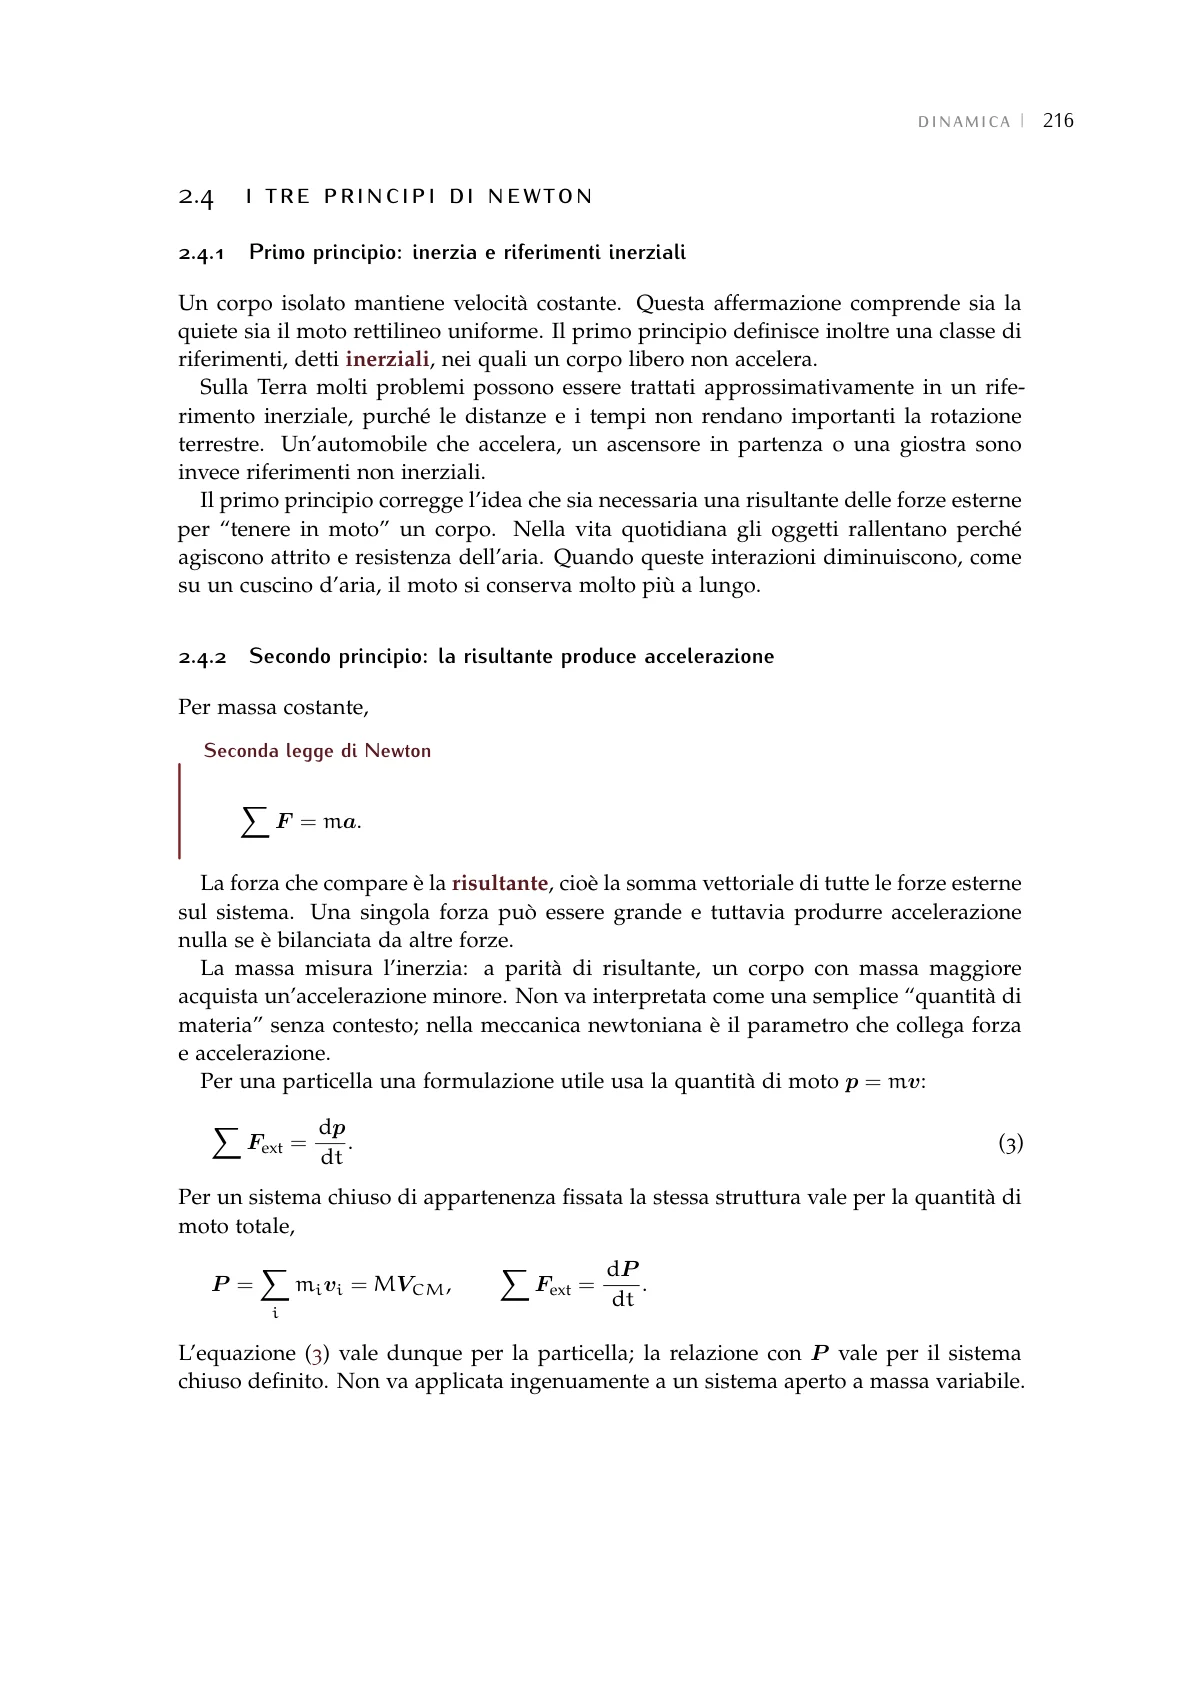 DINAMICA | 216
2.4 I TRE PRINCIPI DI NEWTON
2.4.1 Primo principio: inerzia e riferimenti inerziali
Un corpo isolato mantiene velocità costante. Questa affermazione comprende sia la
quiete sia il moto rettilineo uniforme. Il primo principio definisce inoltre una classe di
riferimenti, detti inerziali, nei quali un corpo libero non accelera.
Sulla Terra molti problemi possono essere trattati approssimativamente in un rife-
rimento inerziale, purché le distanze e i tempi non rendano importanti la rotazione
terrestre. Un'automobile che accelera, un ascensore in partenza o una giostra sono
invece riferimenti non inerziali.
Il primo principio corregge l'idea che sia necessaria una risultante delle forze esterne
per “tenere in moto” un corpo. Nella vita quotidiana gli oggetti rallentano perché
agiscono attrito e resistenza dell'aria. Quando queste interazioni diminuiscono, come
su un cuscino d'aria, il moto si conserva molto più a lungo.
2.4.2 Secondo principio: la risultante produce accelerazione
Per massa costante,
Seconda legge di Newton
∑ F = ma.
La forza che compare è la risultante, cioè la somma vettoriale di tutte le forze esterne
sul sistema. Una singola forza può essere grande e tuttavia produrre accelerazione
nulla se è bilanciata da altre forze.
La massa misura l'inerzia: a parità di risultante, un corpo con massa maggiore
acquista un'accelerazione minore. Non va interpretata come una semplice “quantità di
materia” senza contesto; nella meccanica newtoniana è il parametro che collega forza
e accelerazione.
Per una particella una formulazione utile usa la quantità di moto p = mv:
∑ F_ext = dp/dt. (3)
Per un sistema chiuso di appartenenza fissata la stessa struttura vale per la quantità di
moto totale,
P = ∑_i m_i v_i = MV_CM, ∑ F_ext = dP/dt.
L'equazione (3) vale dunque per la particella; la relazione con P vale per il sistema
chiuso definito. Non va applicata ingenuamente a un sistema aperto a massa variabile.